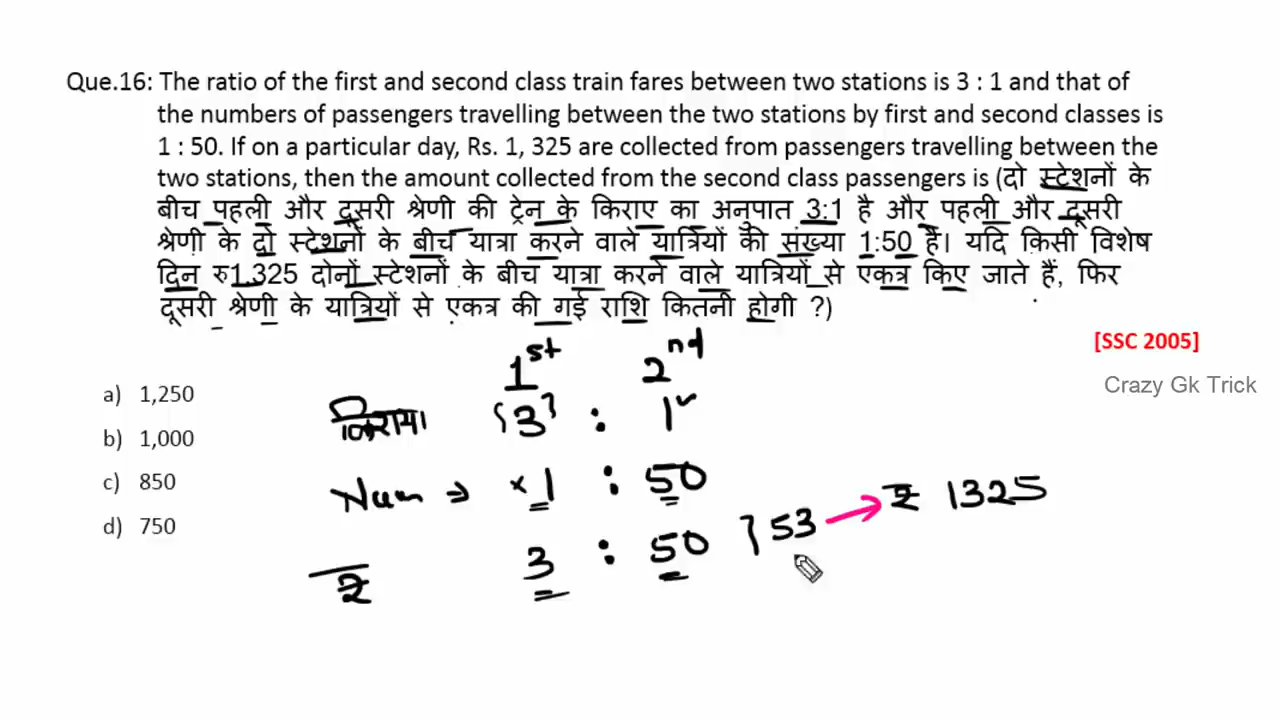 Que.16: The ratio of the first and second class train fares between two stations is 3 : 1 and that of
the numbers of passengers travelling between the two stations by first and second classes is
1 : 50. If on a particular day, Rs. 1, 325 are collected from passengers travelling between the
two stations, then the amount collected from the second class passengers is (दो स्टेशनों के
बीच पहली और दूसरी श्रेणी की ट्रेन के किराए का अनुपात 3:1 है और पहली और दूसरी
श्रेणी के दो स्टेशनों के बीच यात्रा करने वाले यात्रियों की संख्या 1:50 है। यदि किसी विशेष
दिन रु1,325 दोनों स्टेशनों के बीच यात्रा करने वाले यात्रियों से एकत्र किए जाते हैं, फिर
दूसरी श्रेणी के यात्रियों से एकत्र की गई राशि कितनी होगी ?)
[SSC 2005]
Crazy Gk Trick
a) 1,250
b) 1,000
c) 850
d) 750
1st 2nd
किराया 3 : 1
Num → × 1 : 50
₹ 3 : 50 } 53 → ₹ 1325